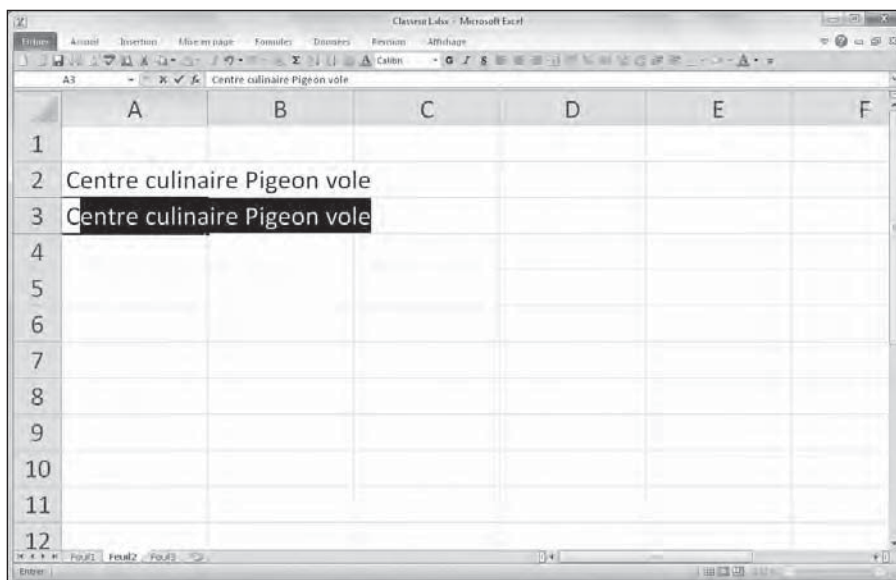 Classeur1.xlsx - Microsoft Excel
Fichier Accueil Insertion Mise en page Formules Données Révision Affichage
Calibri G I S
A3 fx Centre culinaire Pigeon vole
A B C D E F
1
2 Centre culinaire Pigeon vole
3 Centre culinaire Pigeon vole
4
5
6
7
8
9
10
11
12
Feuil1 Feuil2 Feuil3
Entrer